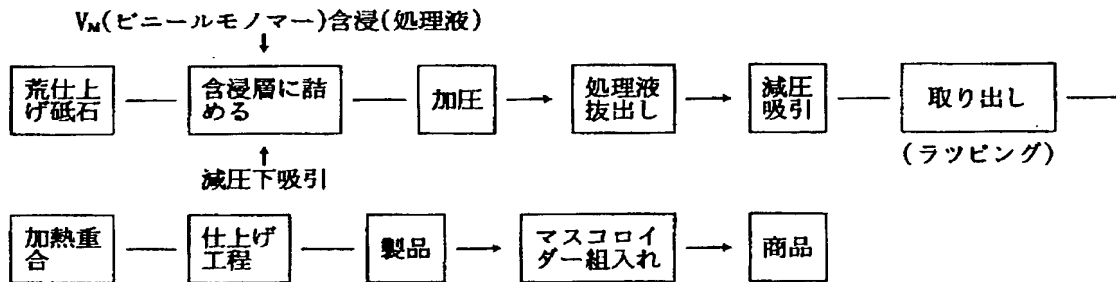 VM(ビニールモノマー)含浸(処理液)
荒仕上
げ砥石
含浸層に詰
める
加圧
処理液
抜出し
減圧
吸引
取り出し
(ラツピング)
減圧下吸引
加熱重
合
仕上げ
工程
製品
マスコロイ
ダー組入れ
商品